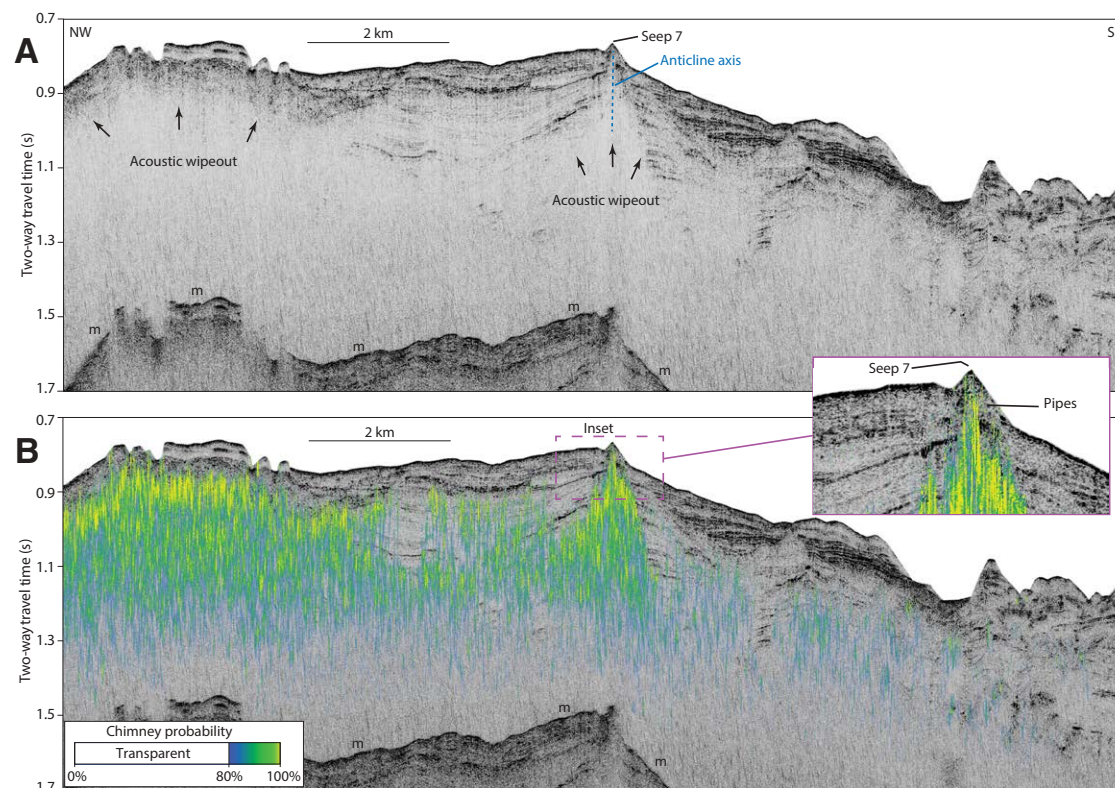 A
NW
2 km
Seep 7
Anticline axis
S
0.7
0.9
1.1
1.3
1.5
1.7
Two-way travel time (s)
Acoustic wipeout
Acoustic wipeout
m
m
m
m
m
B
2 km
Inset
Seep 7
Pipes
0.7
0.9
1.1
1.3
1.5
1.7
Two-way travel time (s)
m
m
m
Chimney probability
Transparent
0%
80%
100%